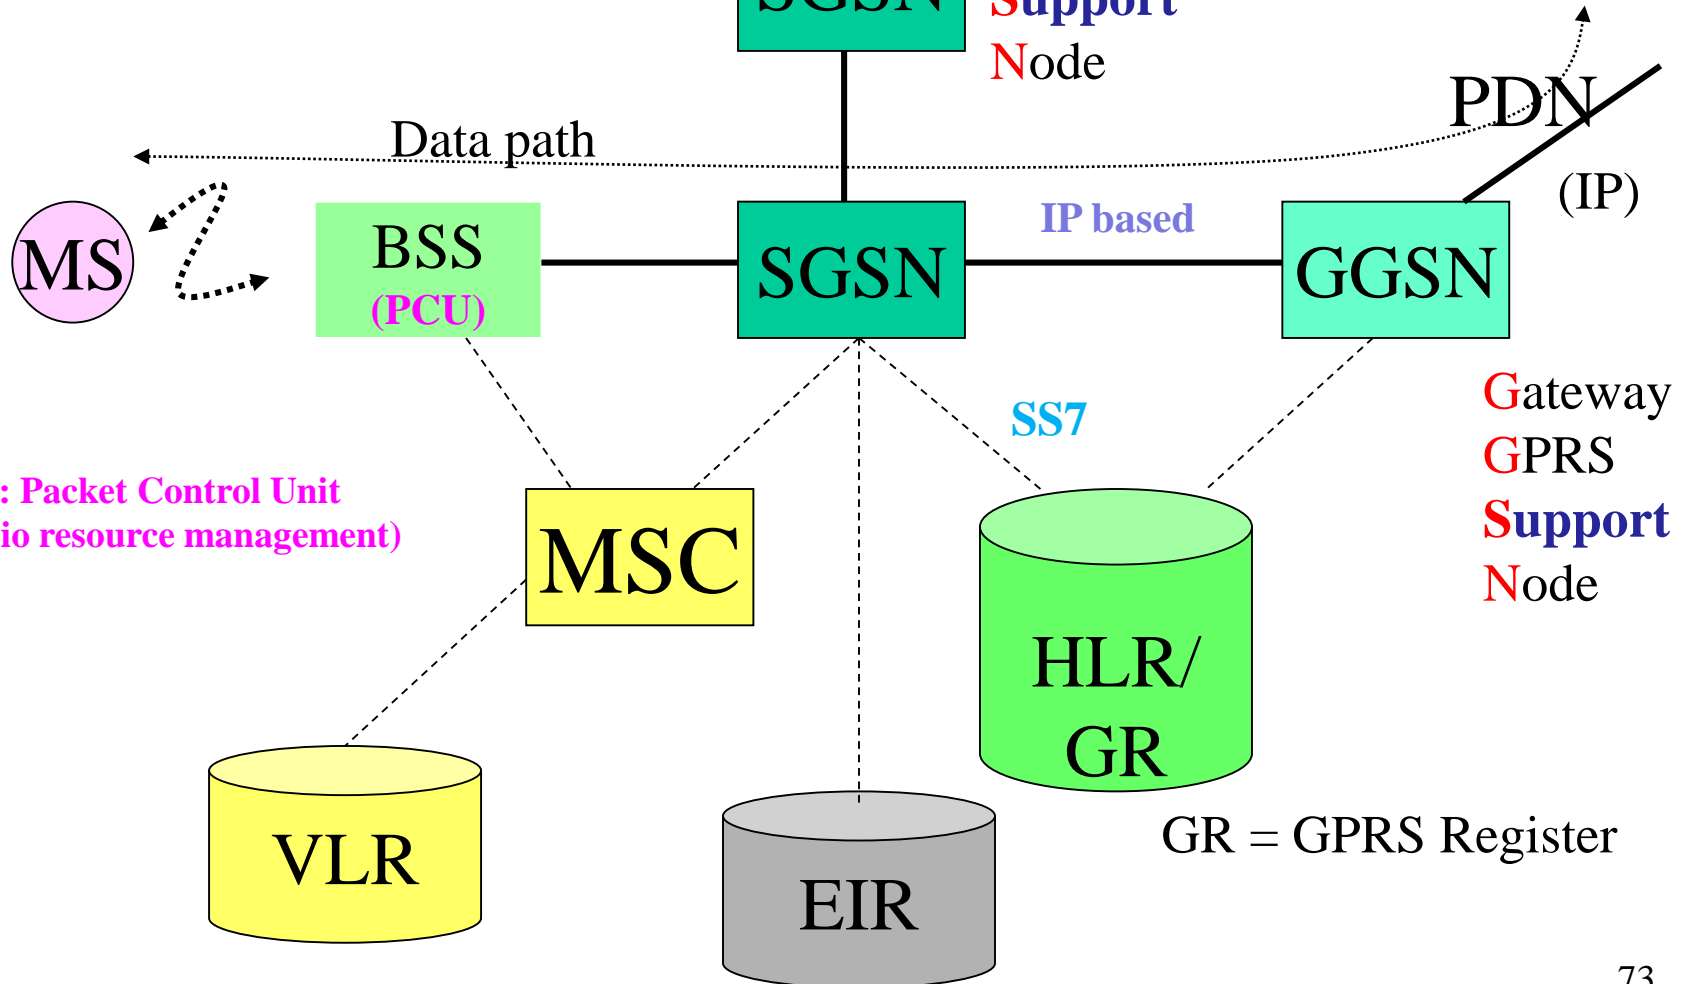 SGSN
Support
Node
PDN
Data path
(IP)
IP based
MS
BSS
(PCU)
SGSN
GGSN
Gateway
GPRS
Support
Node
SS7
: Packet Control Unit
io resource management)
MSC
HLR/
GR
GR = GPRS Register
VLR
EIR
73